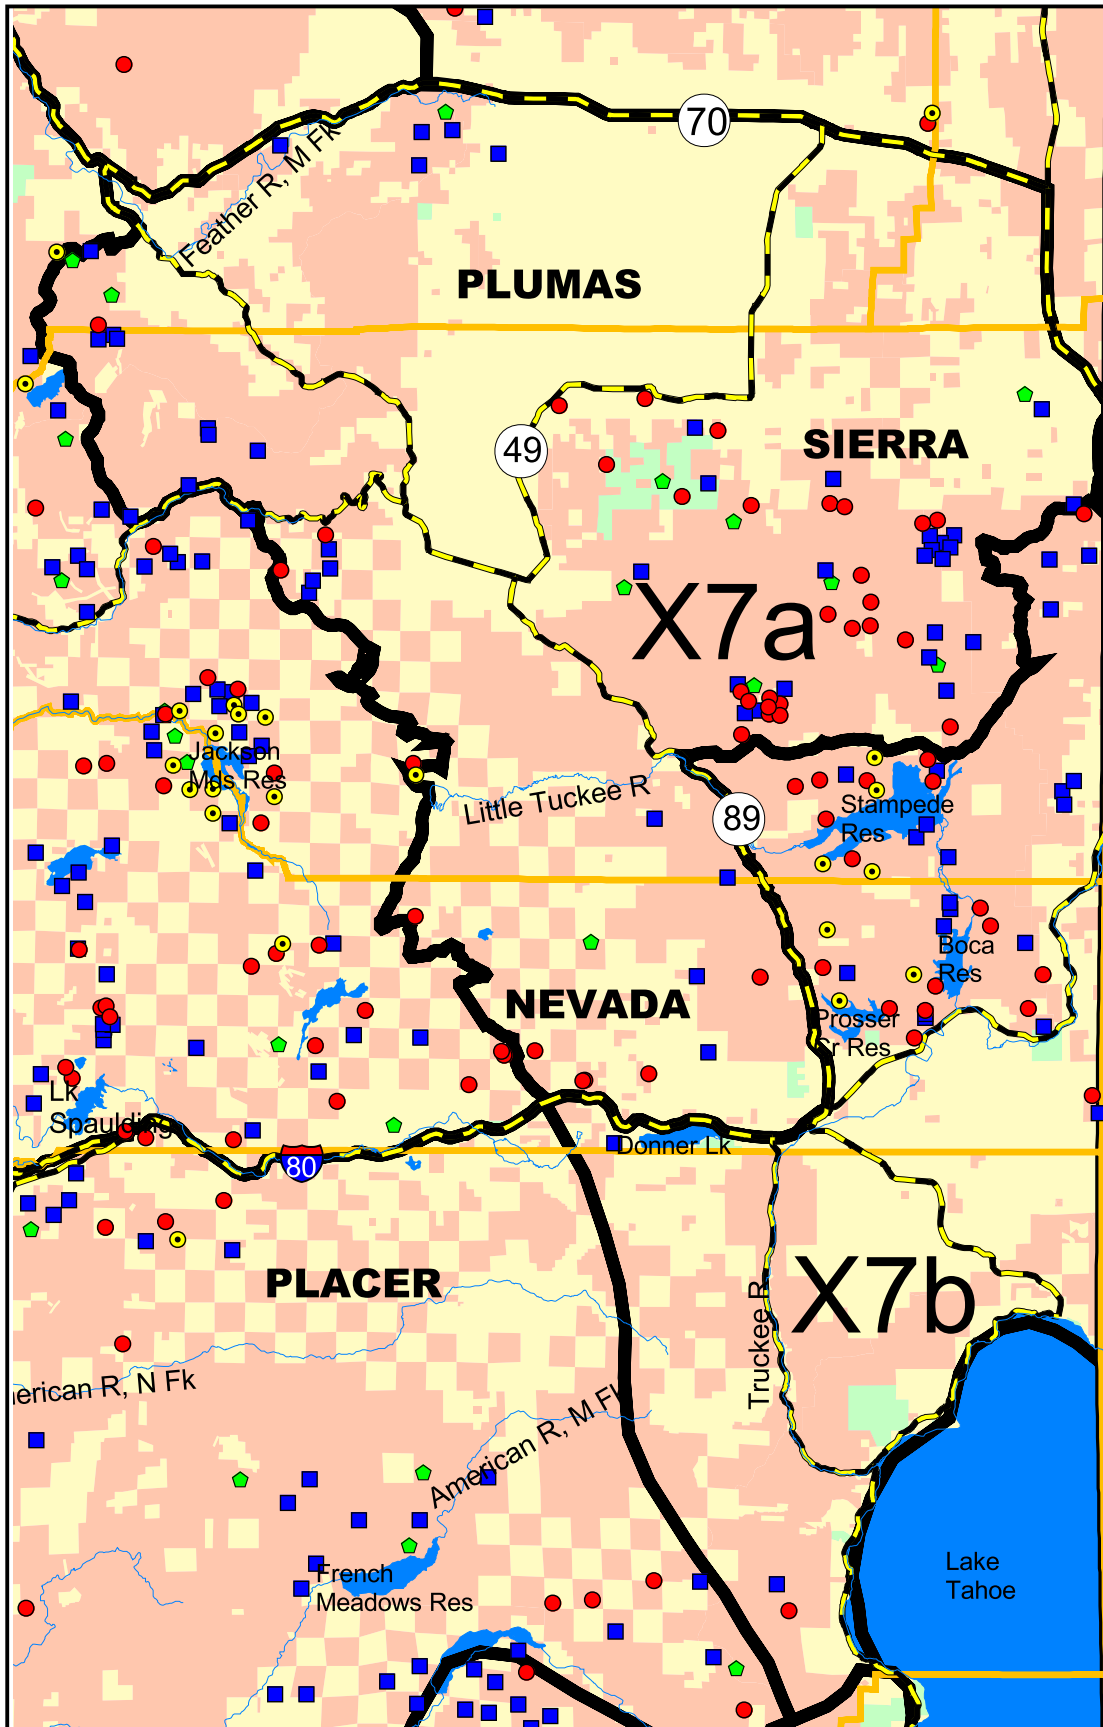 70
Feather R, M Fk
PLUMAS
49
SIERRA
X7a
Jackson
Mds Res
Little Tuckee R
89
Stampede
Res
Boca
Res
NEVADA
Prosser
Cr Res
Lk
Spaulding
Donner Lk
80
PLACER
X7b
Truckee R
erican R, N Fk
American R, M Fk
French
Meadows Res
Lake
Tahoe